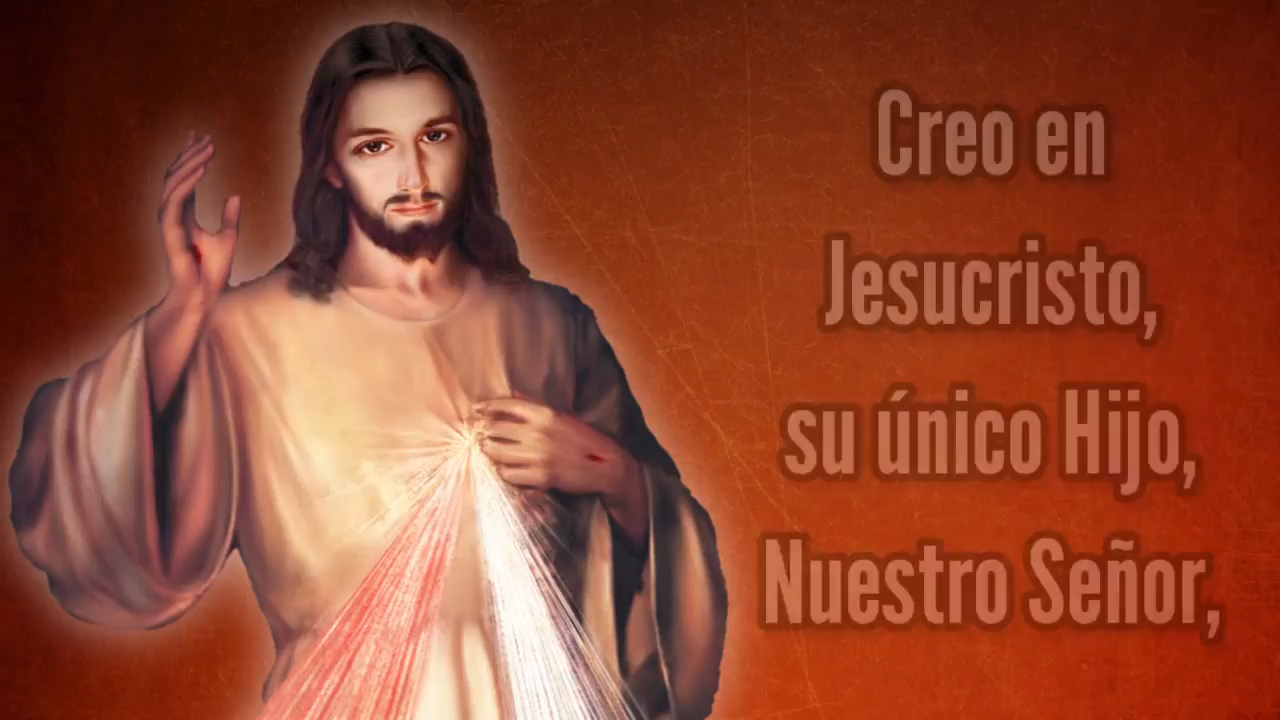 Creo en
Jesucristo,
su único Hijo,
Nuestro Señor,